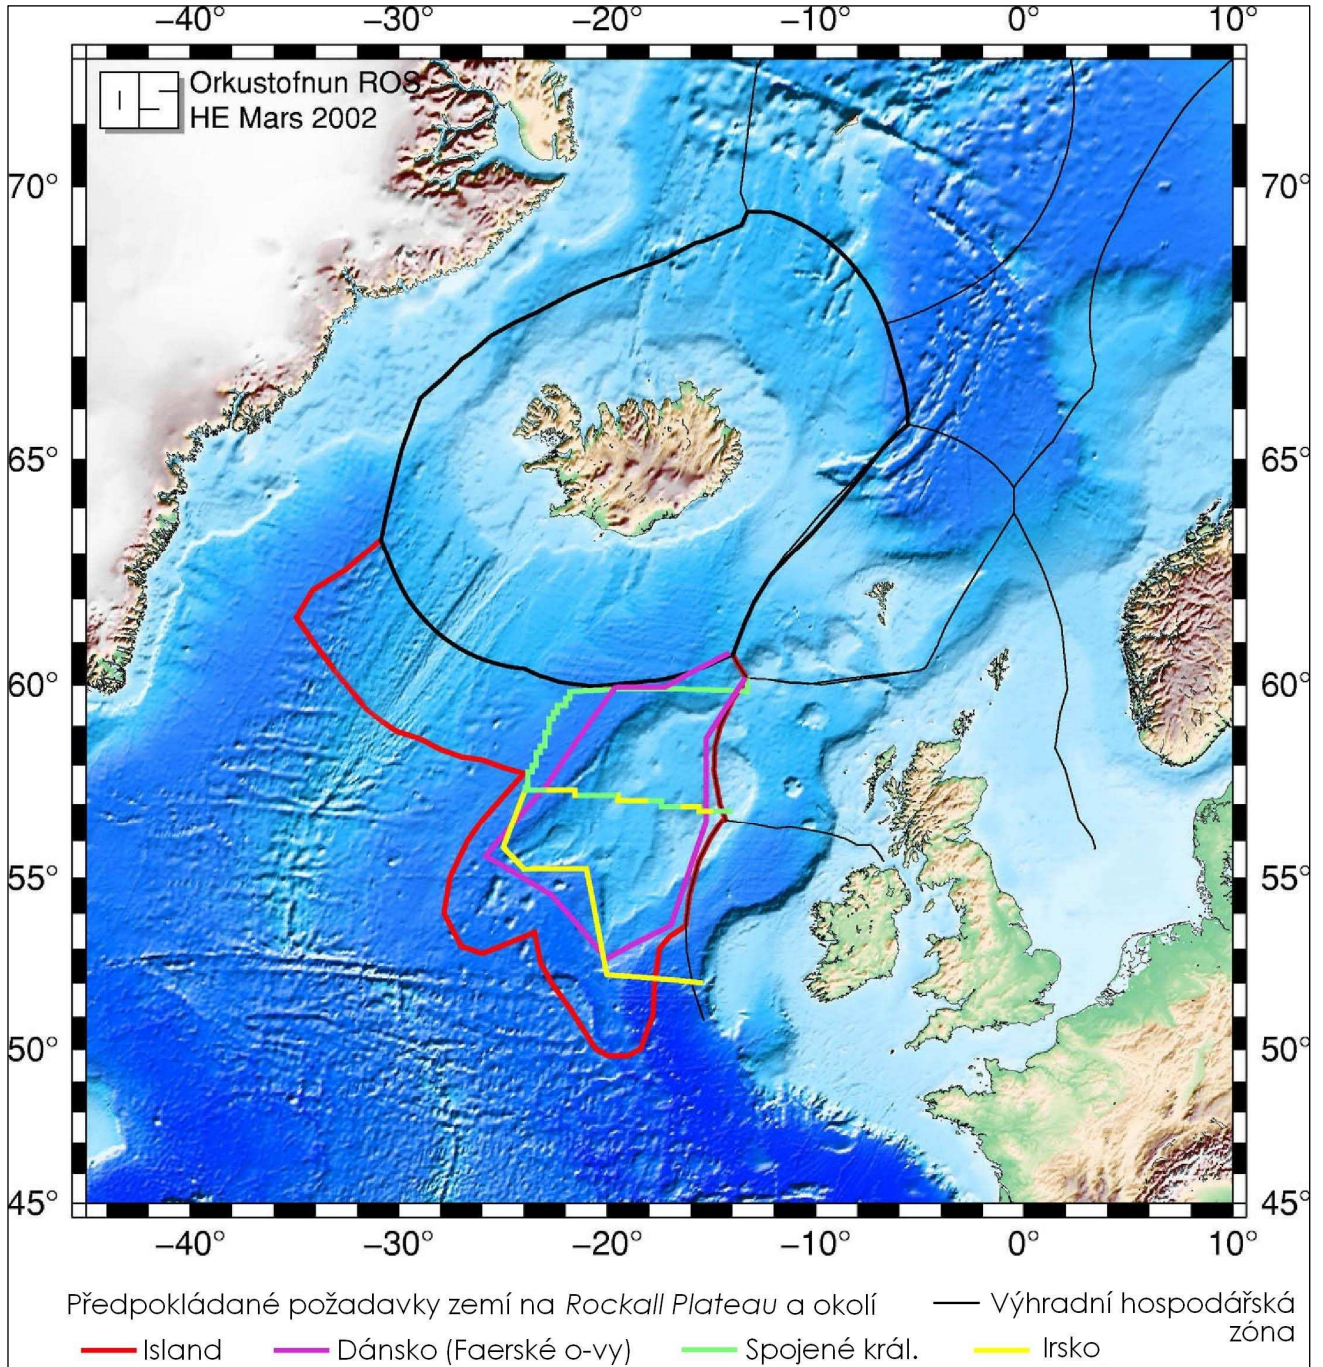 −40° −30° −20° −10° 0° 10°
Orkustofnun ROS
HE Mars 2002
70° 70°
65° 65°
60° 60°
55° 55°
50° 50°
45° 45°
−40° −30° −20° −10° 0° 10°
Předpokládané požadavky zemí na Rockall Plateau a okolí
Výhradní hospodářská
zóna
Island
Dánsko (Faerské o-vy)
Spojené král.
Irsko